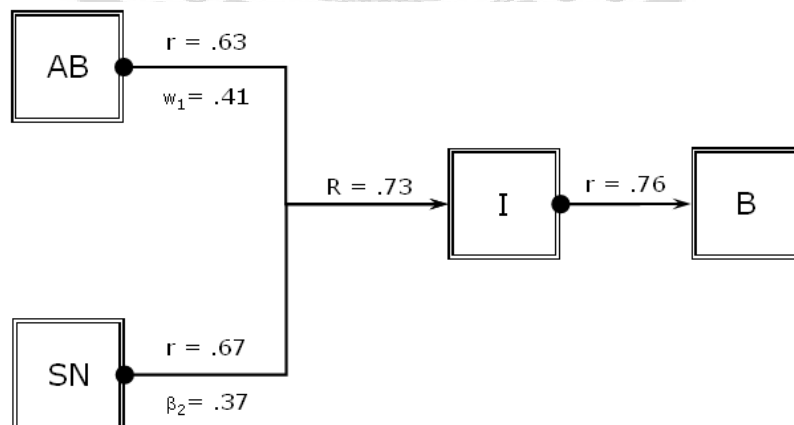 AB
r = .63
w₁= .41
R = .73
I
r = .76
B
SN
r = .67
β₂= .37